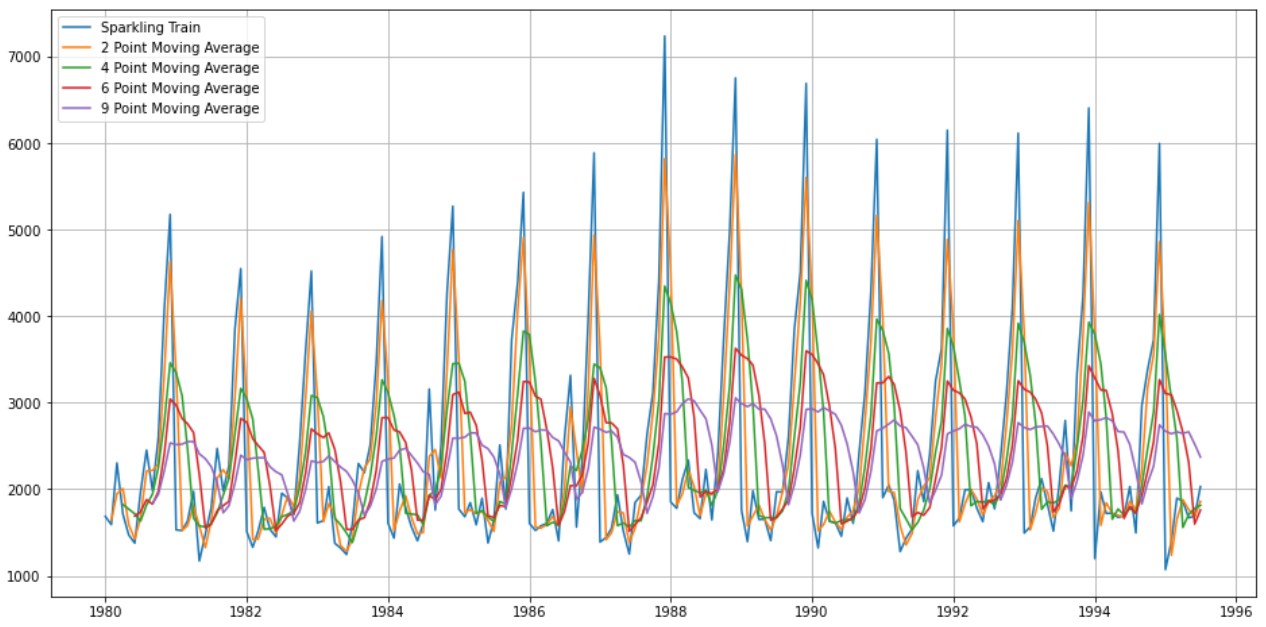 Sparkling Train
2 Point Moving Average
4 Point Moving Average
6 Point Moving Average
9 Point Moving Average
7000
6000
5000
4000
3000
2000
1000
1980 1982 1984 1986 1988 1990 1992 1994 1996